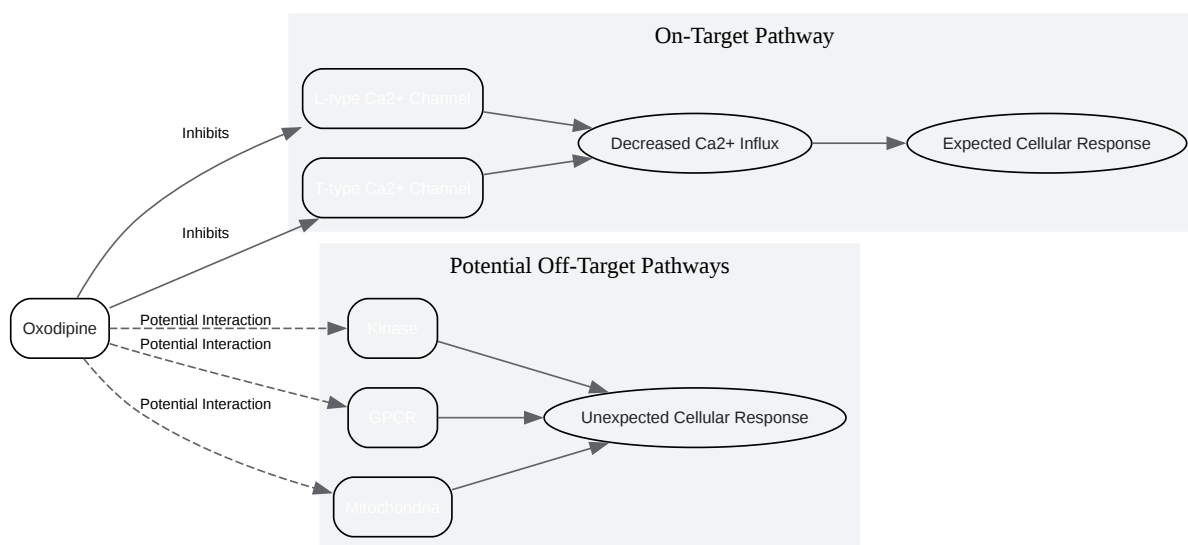 On-Target Pathway
L-type Ca2+ Channel
Inhibits
Decreased Ca2+ Influx
Expected Cellular Response
T-type Ca2+ Channel
Inhibits
Potential Off-Target Pathways
Oxodipine
Potential Interaction
Kinase
Potential Interaction
Potential Interaction
GPCR
Unexpected Cellular Response
Mitochondria